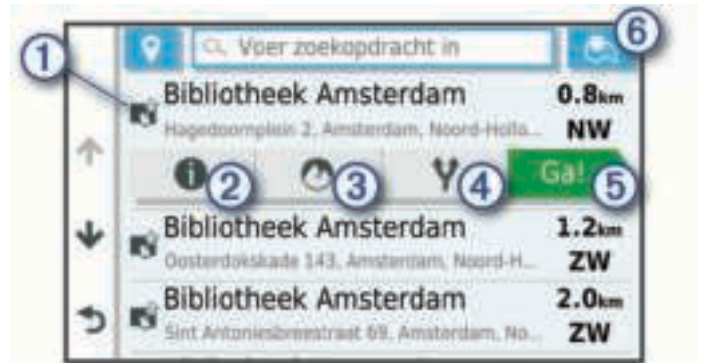 1
6
Voer zoekopdracht in
Bibliotheek Amsterdam 0.8km
Hagedoornplein 2, Amsterdam, Noord-Hollo... NW
2 3 4 Ga! 5
Bibliotheek Amsterdam 1.2km
Oosterdokskade 143, Amsterdam, Noord-H... ZW
Bibliotheek Amsterdam 2.0km
Sint Antoniesbreestraat 69, Amsterdam, No... ZW